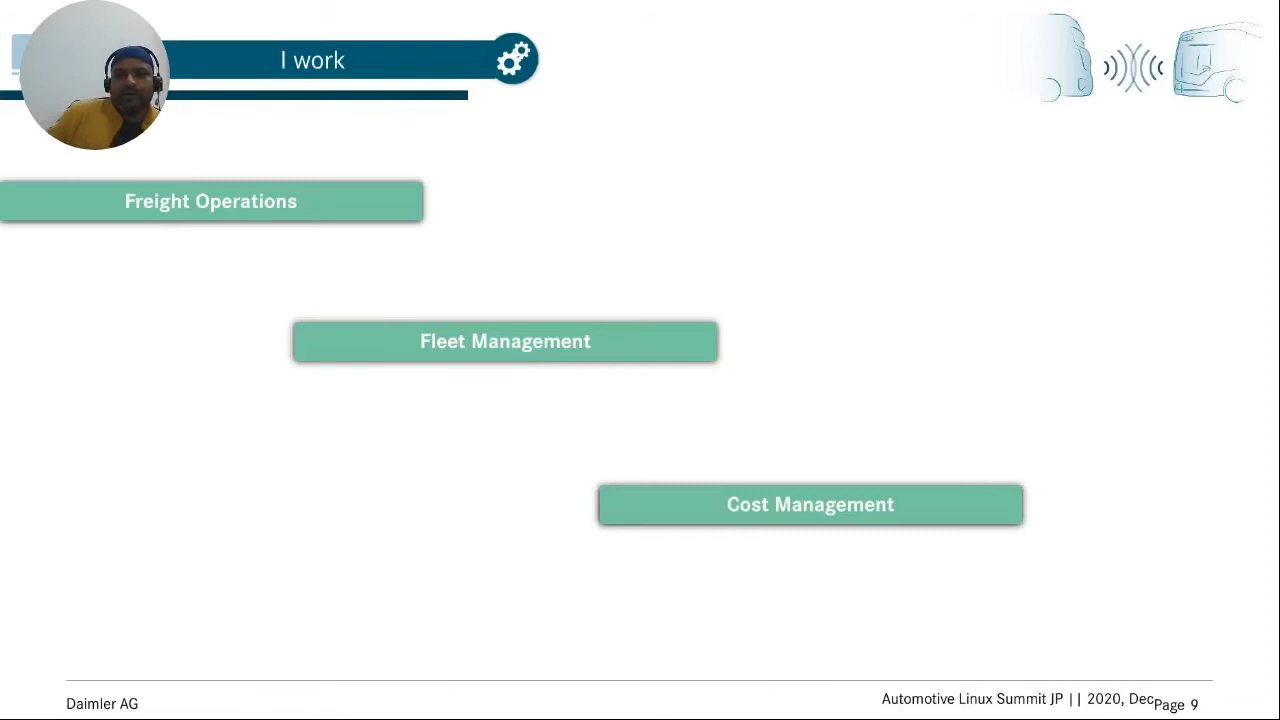 I work
Freight Operations
Fleet Management
Cost Management
Daimler AG
Automotive Linux Summit JP || 2020, Dec
Page 9